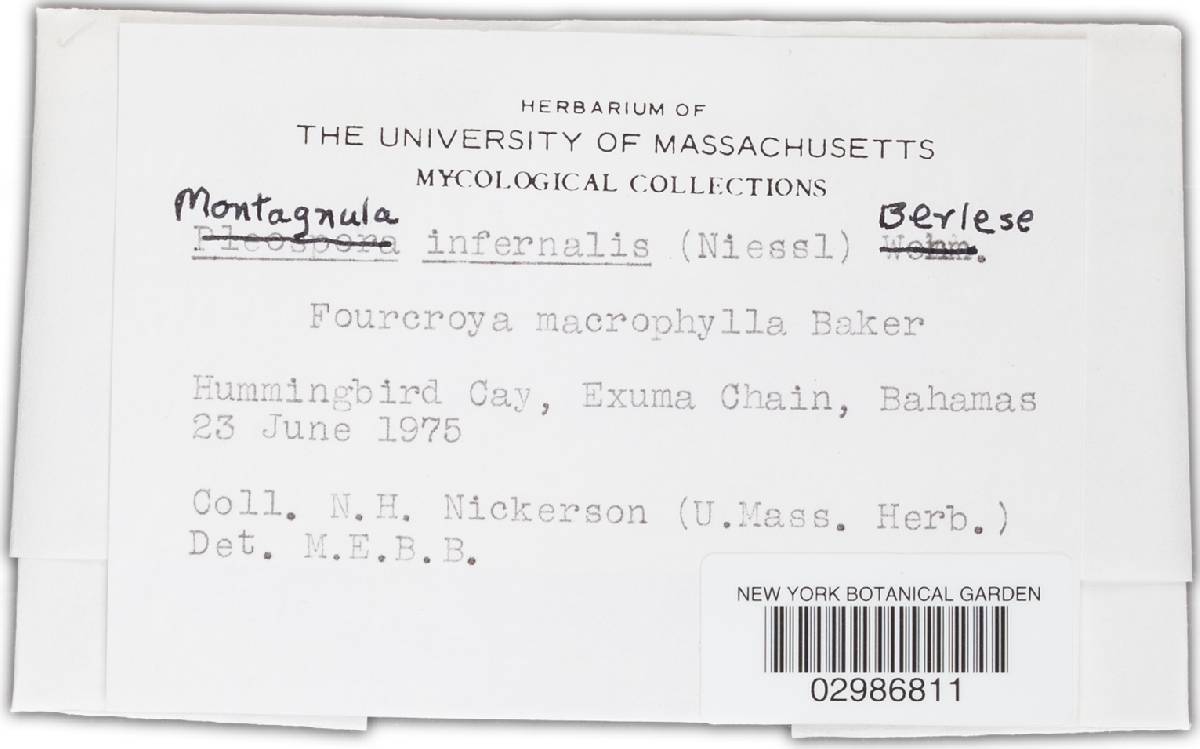 HERBARIUM OF
THE UNIVERSITY OF MASSACHUSETTS
MYCOLOGICAL COLLECTIONS
Montagnula Berlese
Pleospora infernalis (Niessl) Wehm.
Fourcroya macrophylla Baker
Hummingbird Cay, Exuma Chain, Bahamas
23 June 1975
Coll. N.H. Nickerson (U.Mass. Herb.)
Det. M.E.B.B.
NEW YORK BOTANICAL GARDEN
02986811